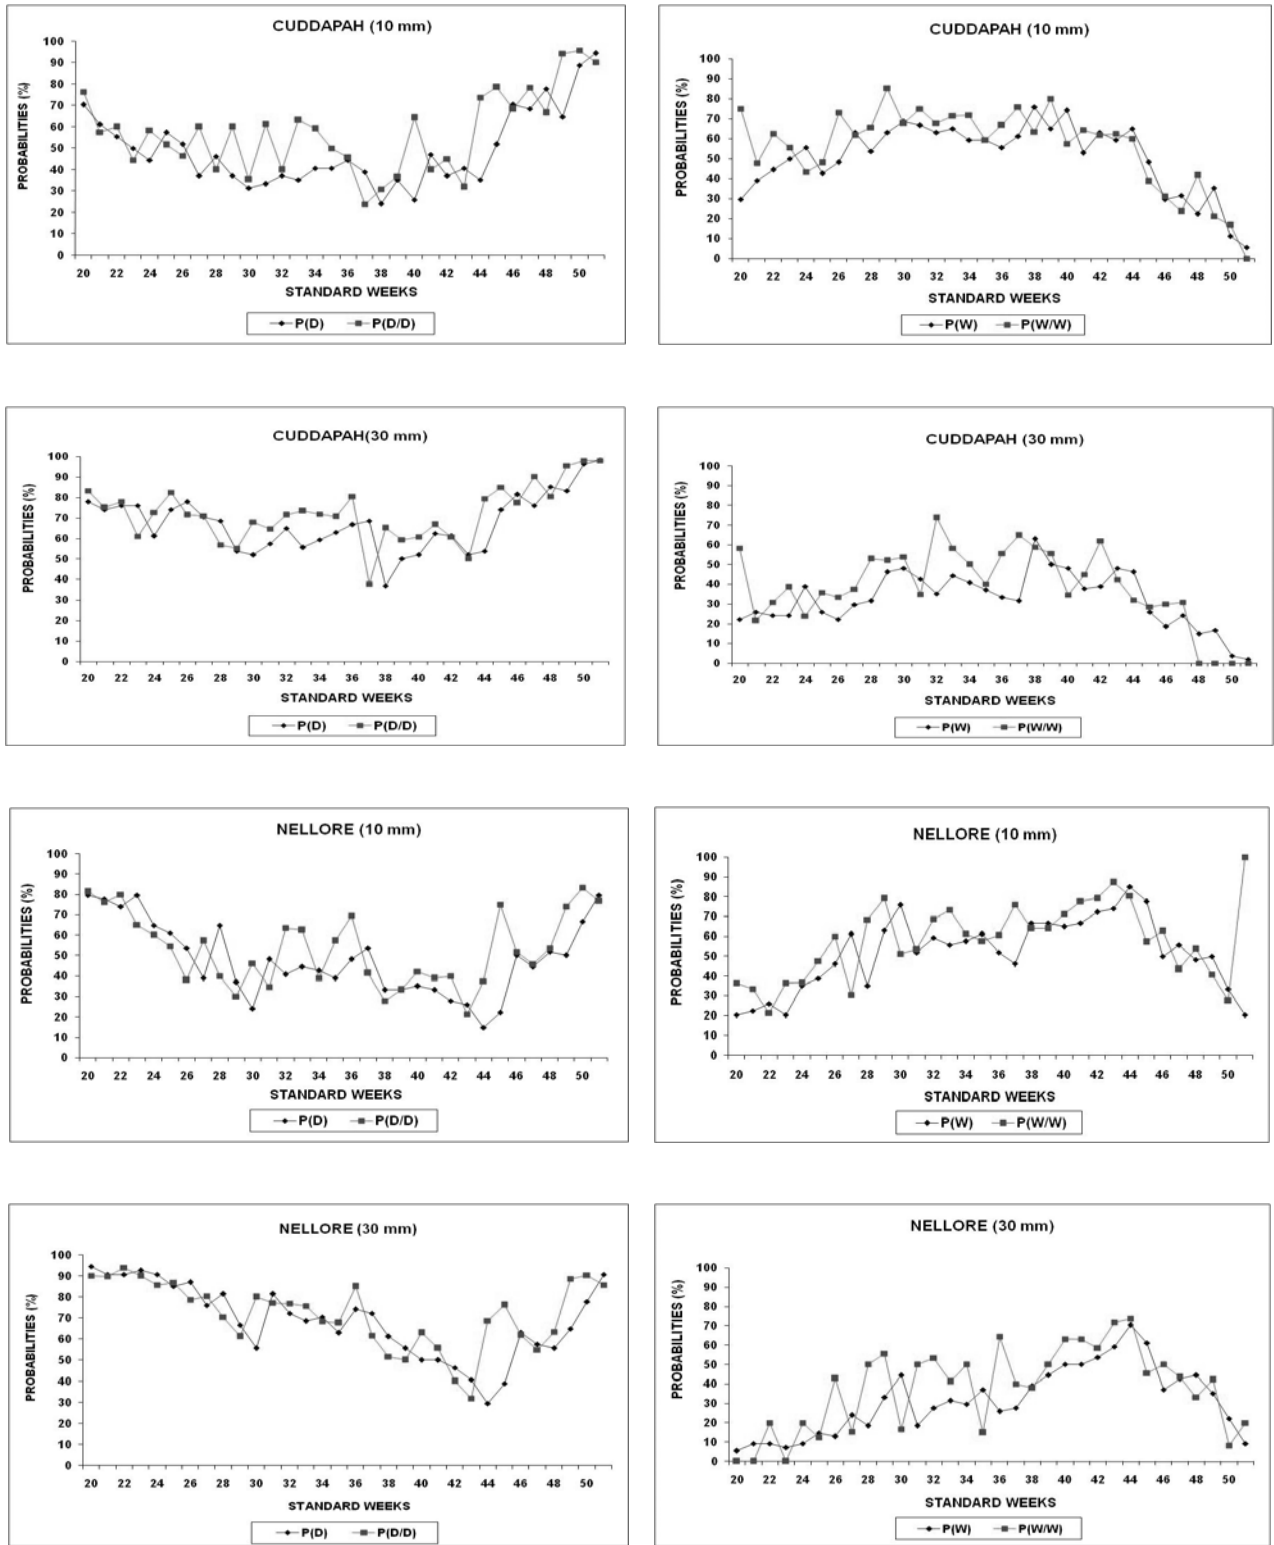 CUDDAPAH (10 mm)
PROBABILITIES (%)
100
90
80
70
60
50
40
30
20
10
0
20 22 24 26 28 30 32 34 36 38 40 42 44 46 48 50
STANDARD WEEKS
P(D) P(D/D)
CUDDAPAH (10 mm)
PROBABILITIES (%)
100
90
80
70
60
50
40
30
20
10
0
20 22 24 26 28 30 32 34 36 38 40 42 44 46 48 50
STANDARD WEEKS
P(W) P(W/W)
CUDDAPAH(30 mm)
PROBABILITIES (%)
100
90
80
70
60
50
40
30
20
10
0
20 22 24 26 28 30 32 34 36 38 40 42 44 46 48 50
STANDARD WEEKS
P(D) P(D/D)
CUDDAPAH (30 mm)
PROBABILITIES (%)
100
90
80
70
60
50
40
30
20
10
0
20 22 24 26 28 30 32 34 36 38 40 42 44 46 48 50
STANDARD WEEKS
P(W) P(W/W)
NELLORE (10 mm)
PROBABILITIES (%)
100
90
80
70
60
50
40
30
20
10
0
20 22 24 26 28 30 32 34 36 38 40 42 44 46 48 50
STANDARD WEEKS
P(D) P(D/D)
NELLORE (10 mm)
PROBABILITIES (%)
100
90
80
70
60
50
40
30
20
10
0
20 22 24 26 28 30 32 34 36 38 40 42 44 46 48 50
STANDARD WEEKS
P(W) P(W/W)
NELLORE (30 mm)
PROBABILITIES (%)
100
90
80
70
60
50
40
30
20
10
0
20 22 24 26 28 30 32 34 36 38 40 42 44 46 48 50
STANDARD WEEKS
P(D) P(D/D)
NELLORE (30 mm)
PROBABILITIES (%)
100
90
80
70
60
50
40
30
20
10
0
20 22 24 26 28 30 32 34 36 38 40 42 44 46 48 50
STANDARD WEEKS
P(W) P(W/W)